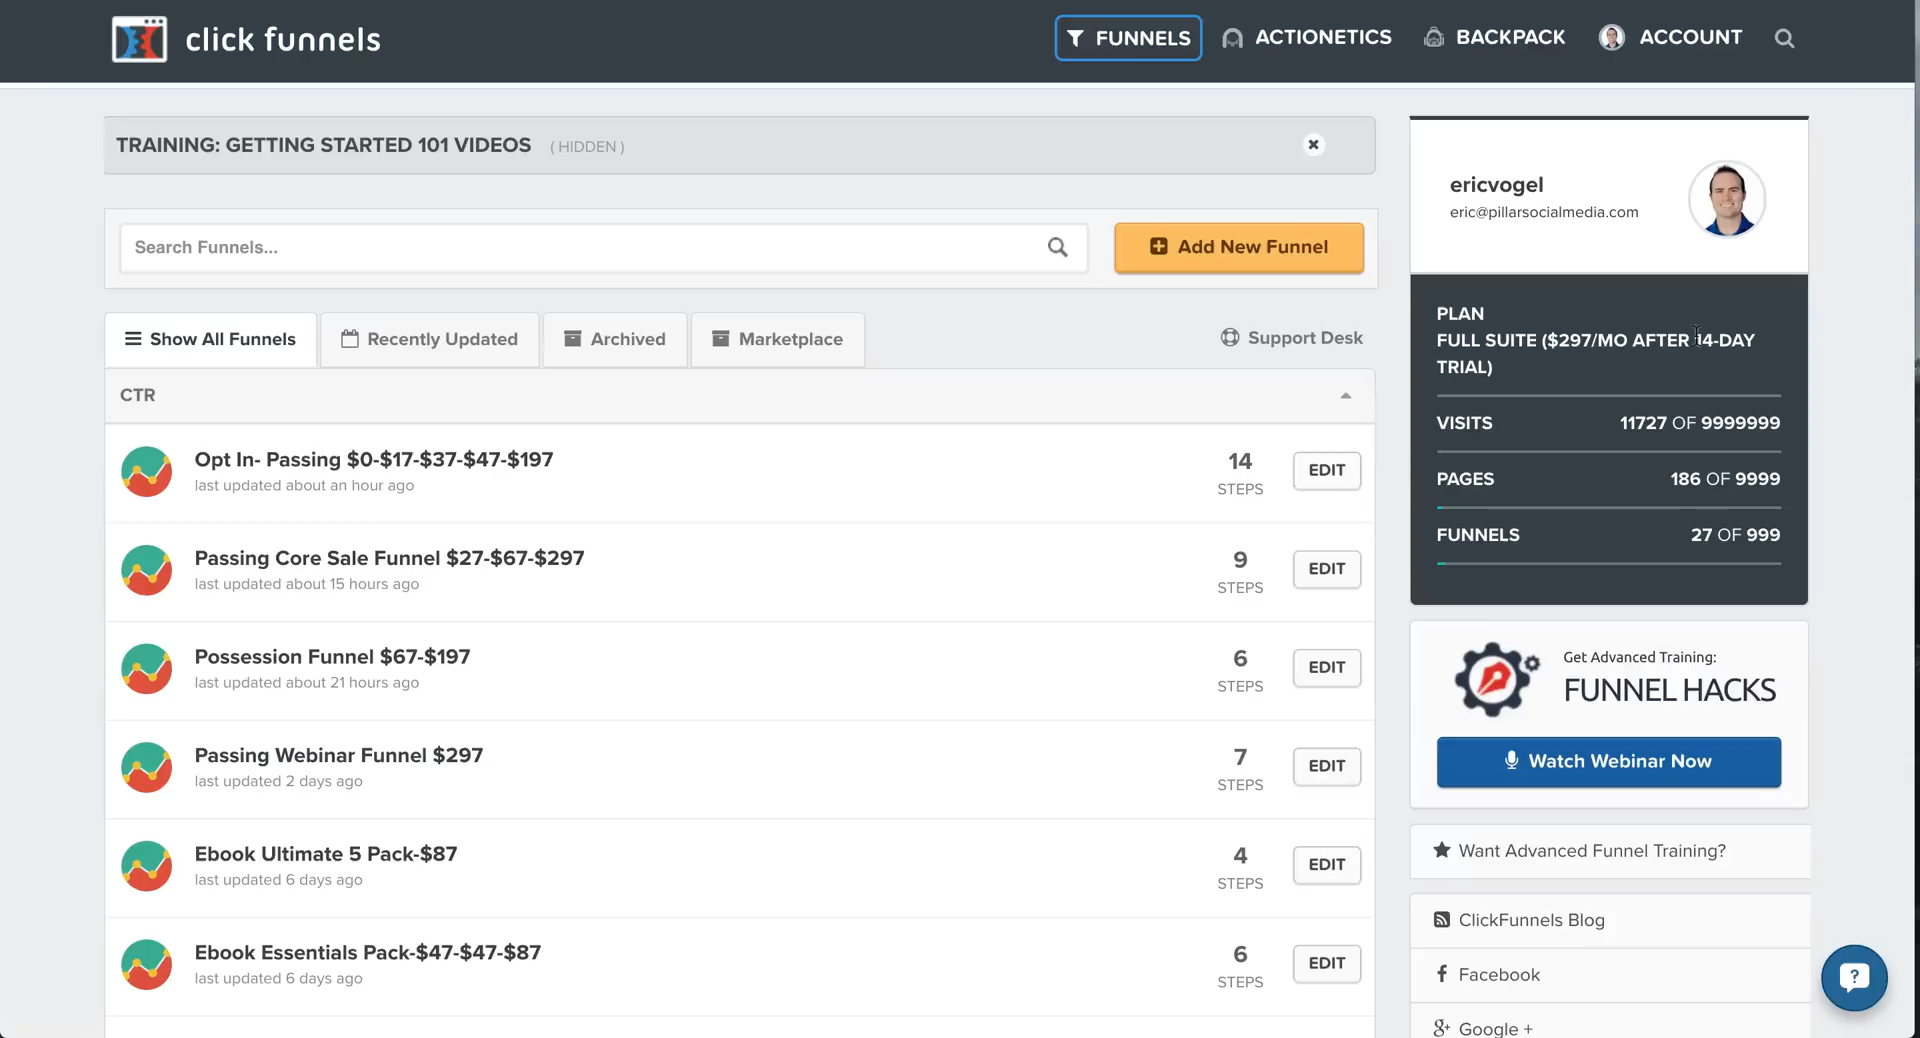 click funnels
FUNNELS
ACTIONETICS
BACKPACK
ACCOUNT
TRAINING: GETTING STARTED 101 VIDEOS ( HIDDEN )
Search Funnels...
Add New Funnel
Show All Funnels
Recently Updated
Archived
Marketplace
Support Desk
CTR
Opt In- Passing $0-$17-$37-$47-$197
last updated about an hour ago
14
STEPS
EDIT
Passing Core Sale Funnel $27-$67-$297
last updated about 15 hours ago
9
STEPS
EDIT
Possession Funnel $67-$197
last updated about 21 hours ago
6
STEPS
EDIT
Passing Webinar Funnel $297
last updated 2 days ago
7
STEPS
EDIT
Ebook Ultimate 5 Pack-$87
last updated 6 days ago
4
STEPS
EDIT
Ebook Essentials Pack-$47-$47-$87
last updated 6 days ago
6
STEPS
EDIT
ericvogel
eric@pillarsocialmedia.com
PLAN
FULL SUITE ($297/MO AFTER 14-DAY
TRIAL)
VISITS 11727 OF 9999999
PAGES 186 OF 9999
FUNNELS 27 OF 999
Get Advanced Training:
FUNNEL HACKS
Watch Webinar Now
Want Advanced Funnel Training?
ClickFunnels Blog
Facebook
Google +